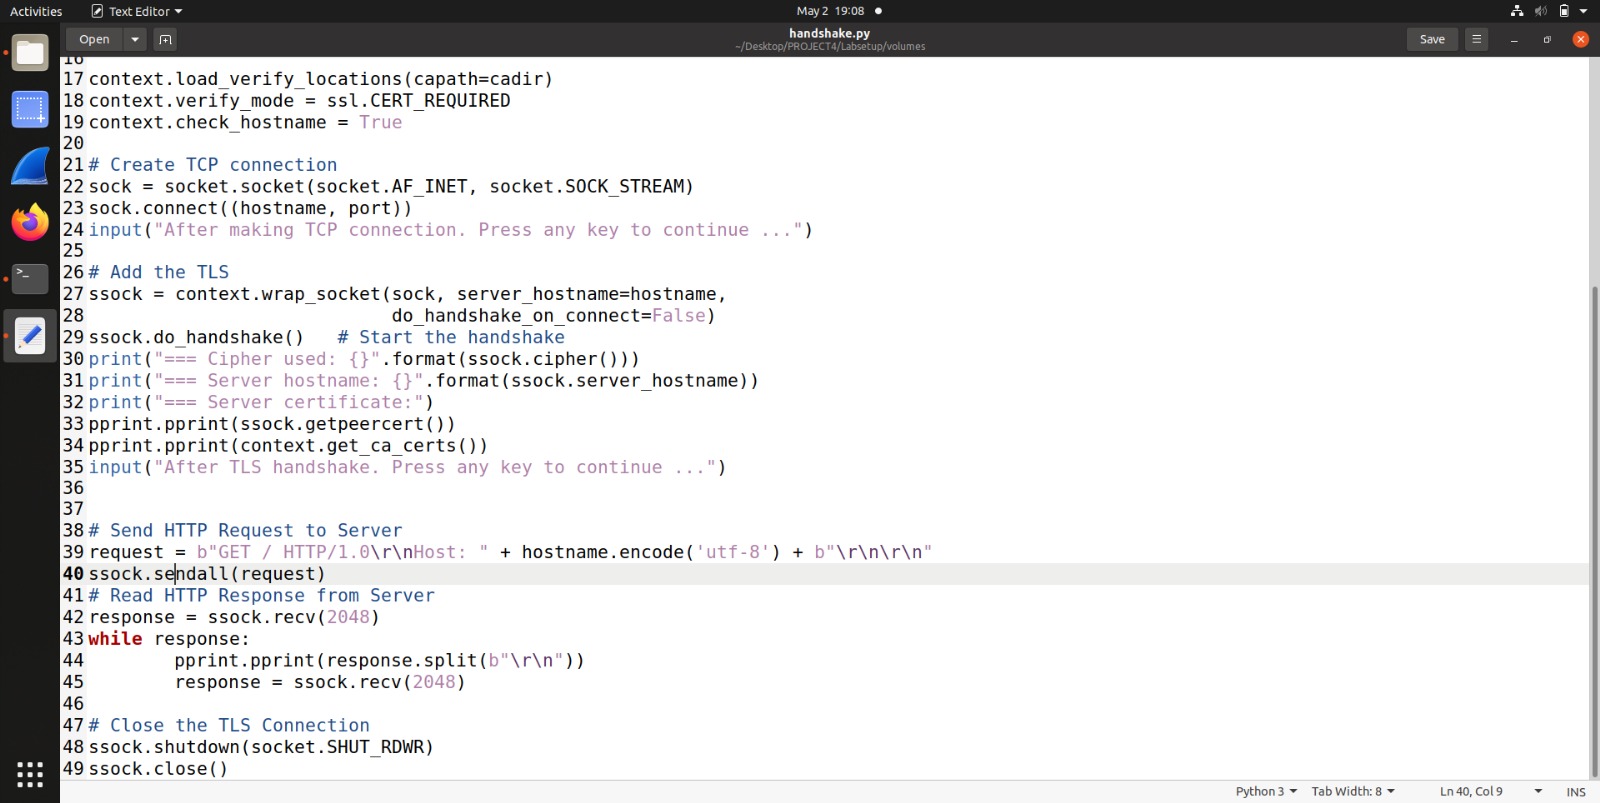 Activities Text Editor May 2 19:08
Open handshake.py Save
~/Desktop/PROJECT4/Labsetup/volumes
16
17 context.load_verify_locations(capath=cadir)
18 context.verify_mode = ssl.CERT_REQUIRED
19 context.check_hostname = True
20
21 # Create TCP connection
22 sock = socket.socket(socket.AF_INET, socket.SOCK_STREAM)
23 sock.connect((hostname, port))
24 input("After making TCP connection. Press any key to continue ...")
25
26 # Add the TLS
27 ssock = context.wrap_socket(sock, server_hostname=hostname,
28                             do_handshake_on_connect=False)
29 ssock.do_handshake()   # Start the handshake
30 print("=== Cipher used: {}".format(ssock.cipher()))
31 print("=== Server hostname: {}".format(ssock.server_hostname))
32 print("=== Server certificate:")
33 pprint.pprint(ssock.getpeercert())
34 pprint.pprint(context.get_ca_certs())
35 input("After TLS handshake. Press any key to continue ...")
36
37
38 # Send HTTP Request to Server
39 request = b"GET / HTTP/1.0\r\nHost: " + hostname.encode('utf-8') + b"\r\n\r\n"
40 ssock.sendall(request)
41 # Read HTTP Response from Server
42 response = ssock.recv(2048)
43 while response:
44         pprint.pprint(response.split(b"\r\n"))
45         response = ssock.recv(2048)
46
47 # Close the TLS Connection
48 ssock.shutdown(socket.SHUT_RDWR)
49 ssock.close()
Python 3 Tab Width: 8 Ln 40, Col 9 INS